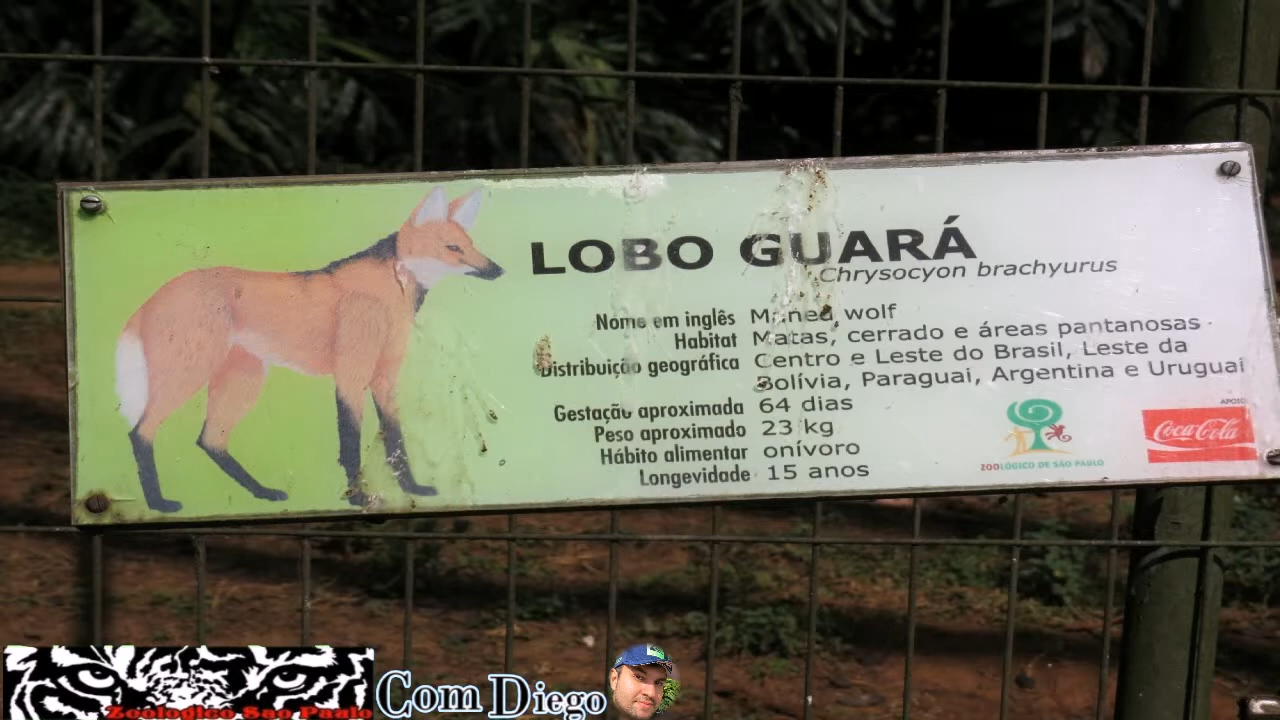 LOBO GUARÁ
Chrysocyon brachyurus
Nome em inglês Maned wolf
Habitat Matas, cerrado e áreas pantanosas
Distribuição geográfica Centro e Leste do Brasil, Leste da
Bolívia, Paraguai, Argentina e Uruguai
Gestação aproximada 64 dias
Peso aproximado 23 kg
Hábito alimentar onívoro
Longevidade 15 anos
ZOOLÓGICO DE SÃO PAULO
APOIO
Coca-Cola
Zoologico Sao Paulo
Com Diego